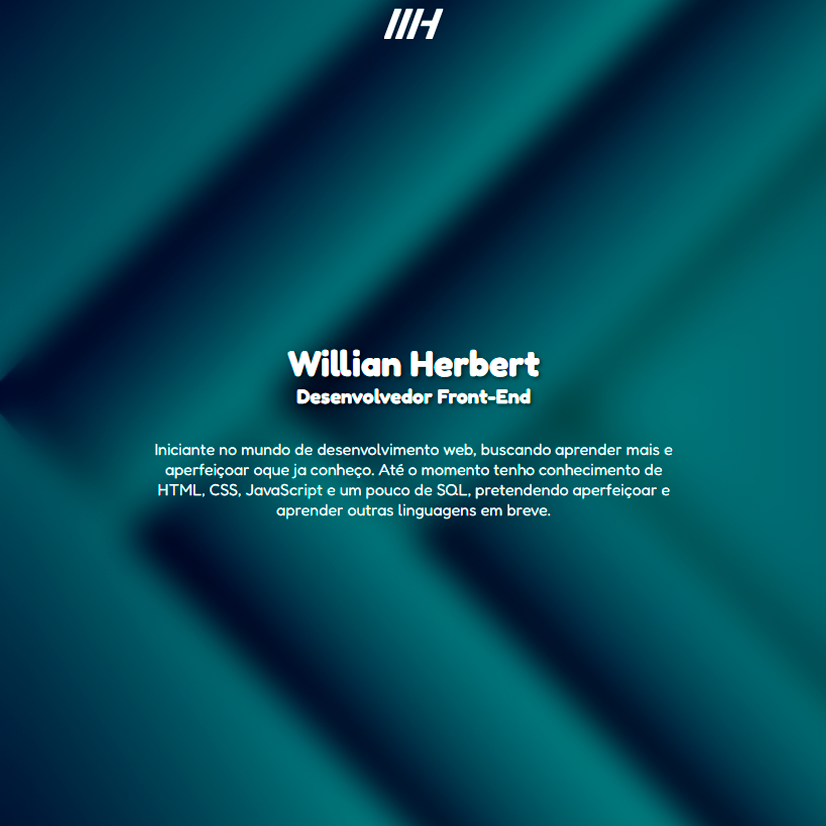 Willian Herbert
Desenvolvedor Front-End
Iniciante no mundo de desenvolvimento web, buscando aprender mais e
aperfeiçoar oque ja conheço. Até o momento tenho conhecimento de
HTML, CSS, JavaScript e um pouco de SQL, pretendendo aperfeiçoar e
aprender outras linguagens em breve.